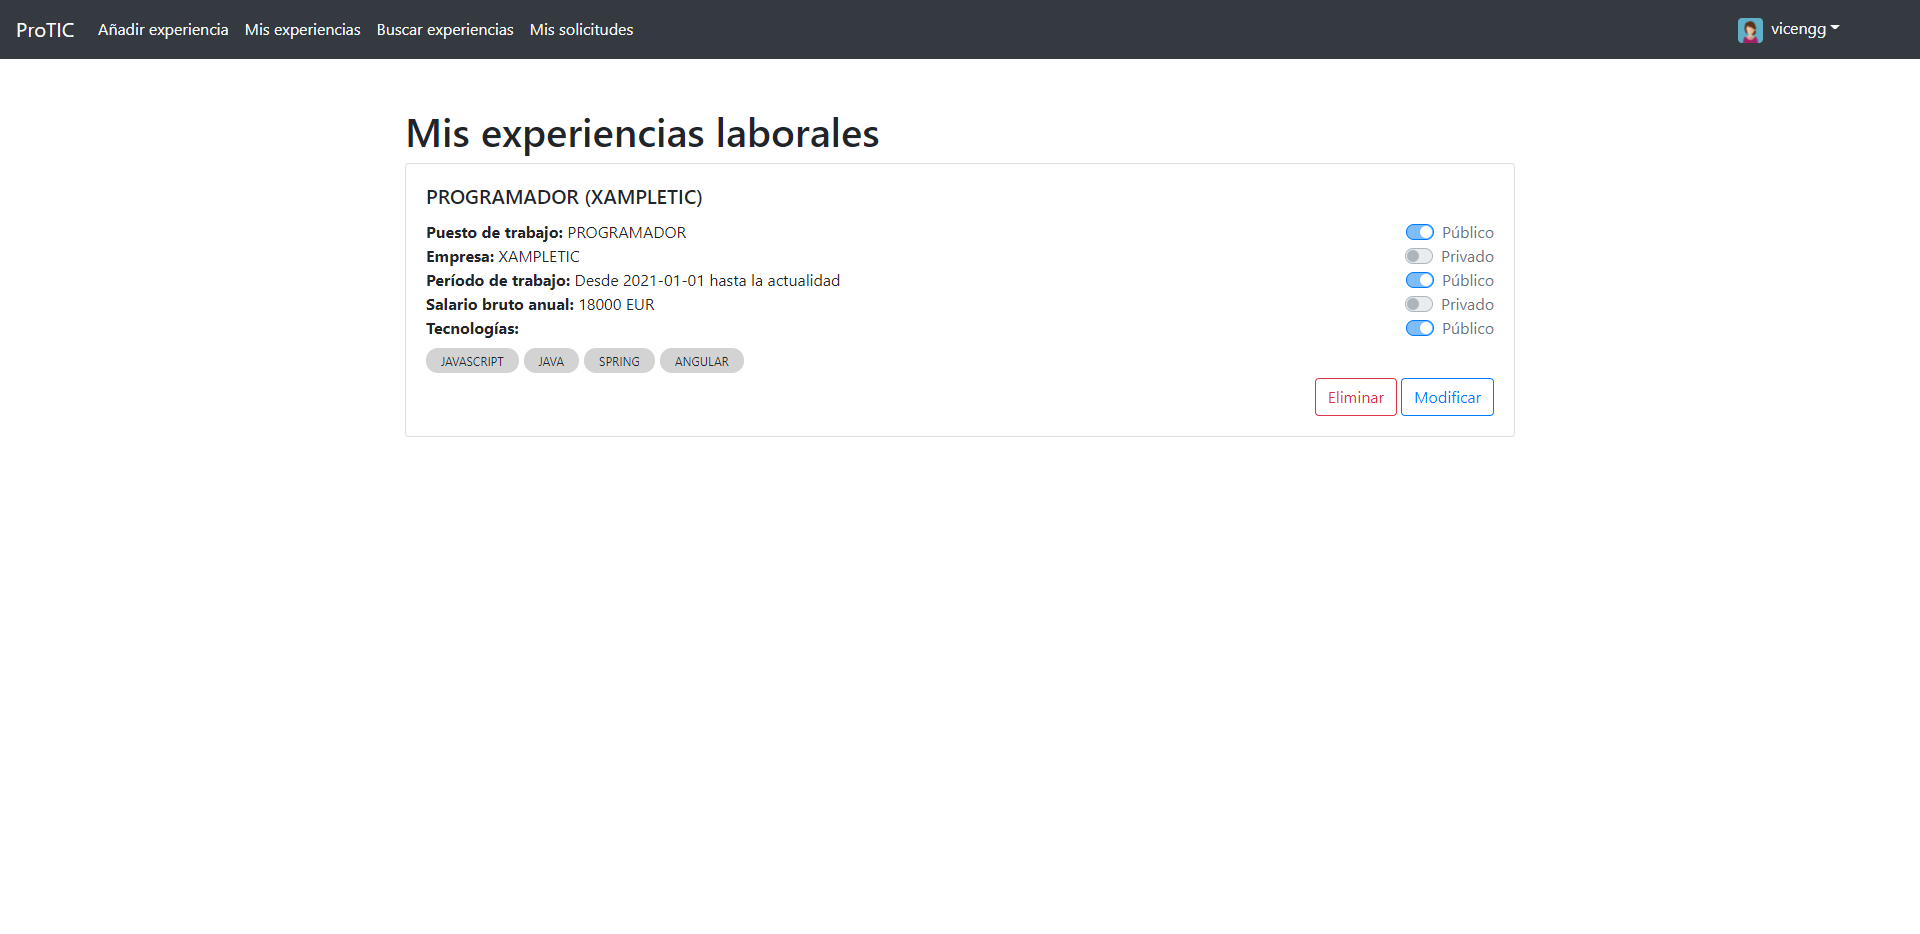 ProTIC Añadir experiencia Mis experiencias Buscar experiencias Mis solicitudes vicengg
Mis experiencias laborales
PROGRAMADOR (XAMPLETIC)
Puesto de trabajo: PROGRAMADOR Público
Empresa: XAMPLETIC Privado
Período de trabajo: Desde 2021-01-01 hasta la actualidad Público
Salario bruto anual: 18000 EUR Privado
Tecnologías: Público
JAVASCRIPT JAVA SPRING ANGULAR
Eliminar Modificar